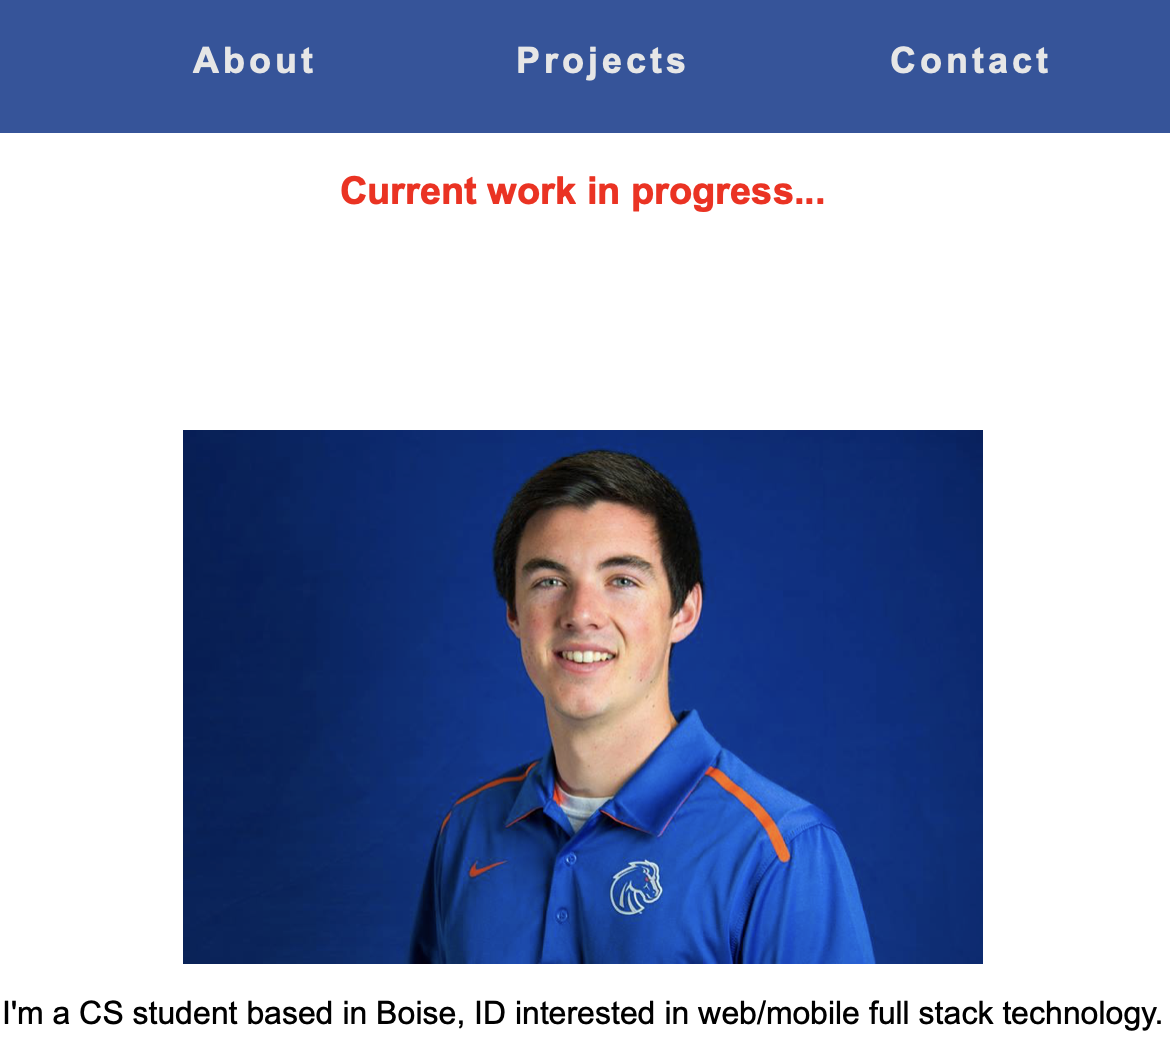 About Projects Contact
Current work in progress...
I'm a CS student based in Boise, ID interested in web/mobile full stack technology.